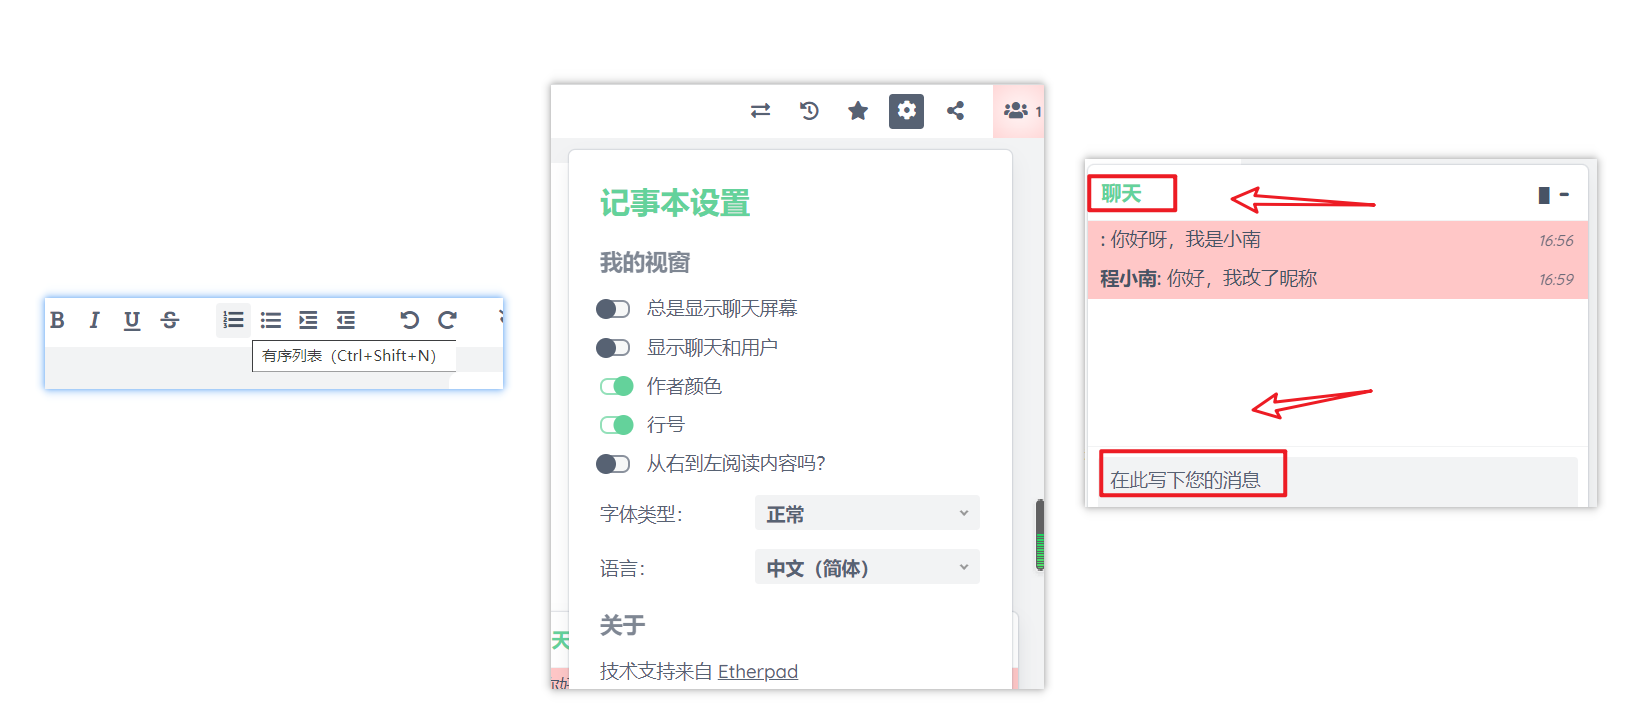 B I U S
有序列表（Ctrl+Shift+N）
1
记事本设置
我的视窗
总是显示聊天屏幕
显示聊天和用户
作者颜色
行号
从右到左阅读内容吗？
字体类型：
正常
语言：
中文（简体）
关于
技术支持来自 Etherpad
天
聊天
: 你好呀，我是小南
16:56
程小南: 你好，我改了昵称
16:59
在此写下您的消息